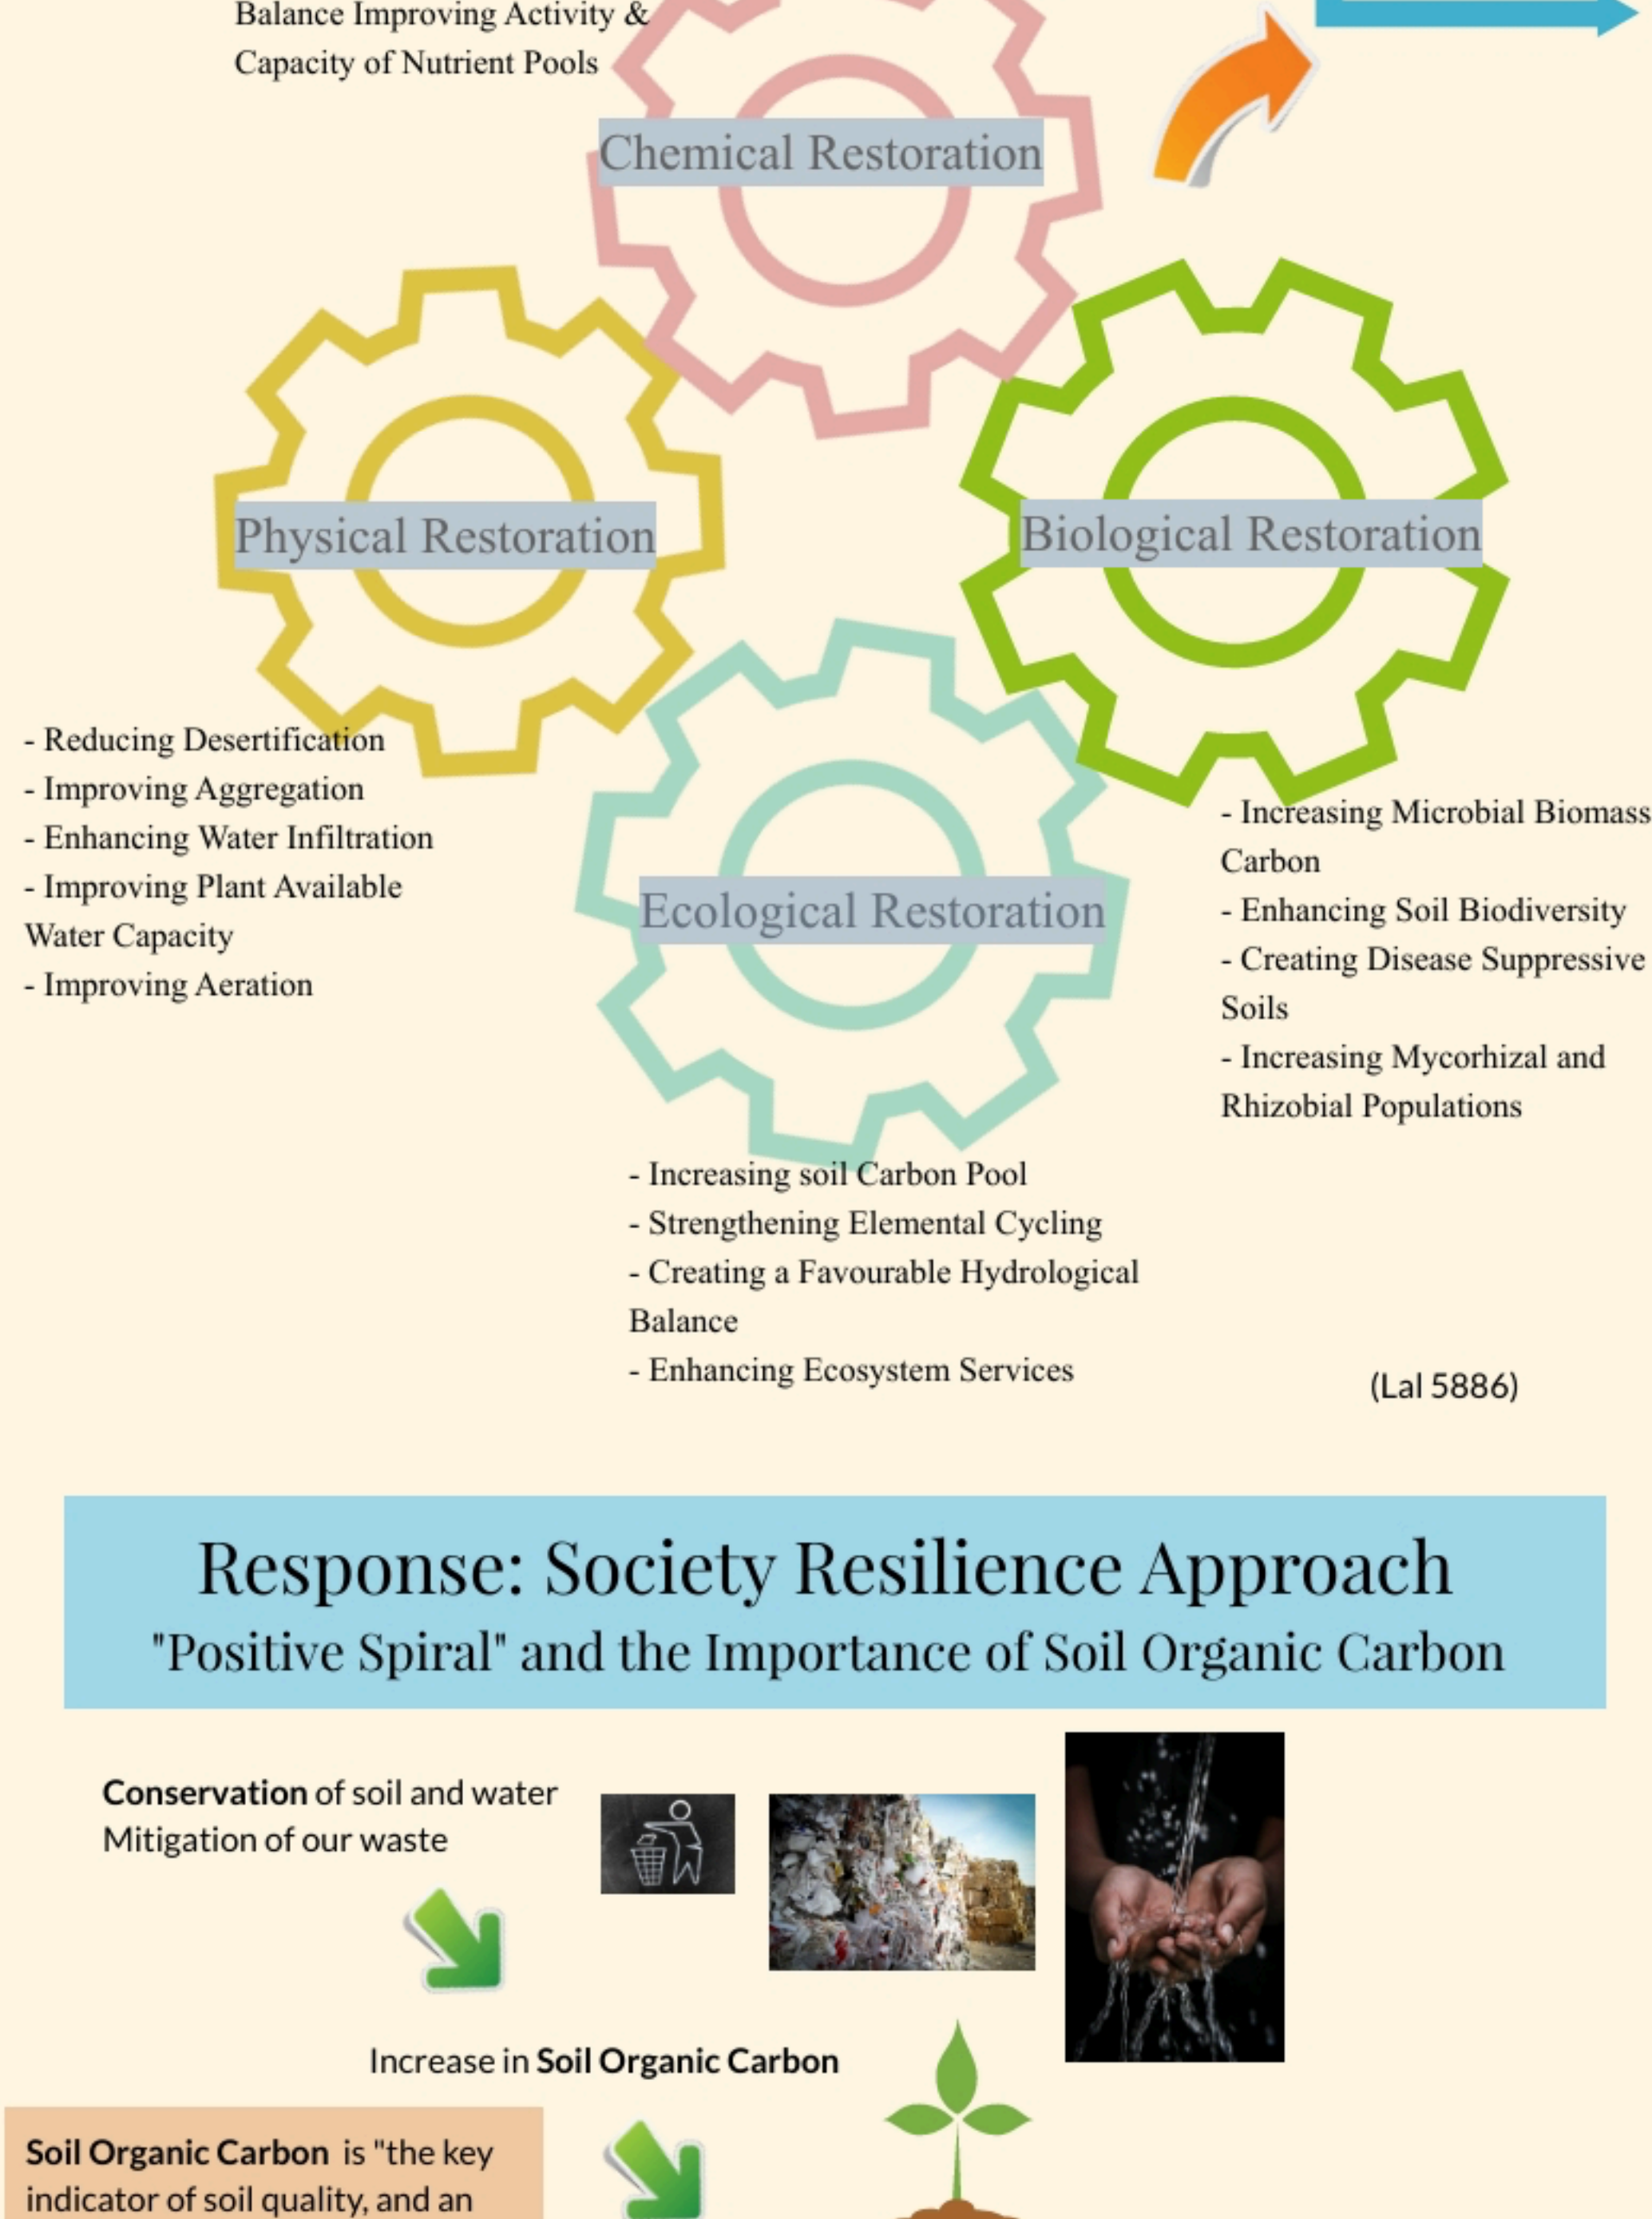 Balance Improving Activity &
Capacity of Nutrient Pools
Chemical Restoration
Physical Restoration
Biological Restoration
- Reducing Desertification
- Improving Aggregation
- Enhancing Water Infiltration
- Improving Plant Available
Water Capacity
- Improving Aeration
Ecological Restoration
- Increasing Microbial Biomass
Carbon
- Enhancing Soil Biodiversity
- Creating Disease Suppressive
Soils
- Increasing Mycorhizal and
Rhizobial Populations
- Increasing soil Carbon Pool
- Strengthening Elemental Cycling
- Creating a Favourable Hydrological
Balance
- Enhancing Ecosystem Services
(Lal 5886)
Response: Society Resilience Approach
"Positive Spiral" and the Importance of Soil Organic Carbon
Conservation of soil and water
Mitigation of our waste
Increase in Soil Organic Carbon
Soil Organic Carbon is "the key
indicator of soil quality, and an